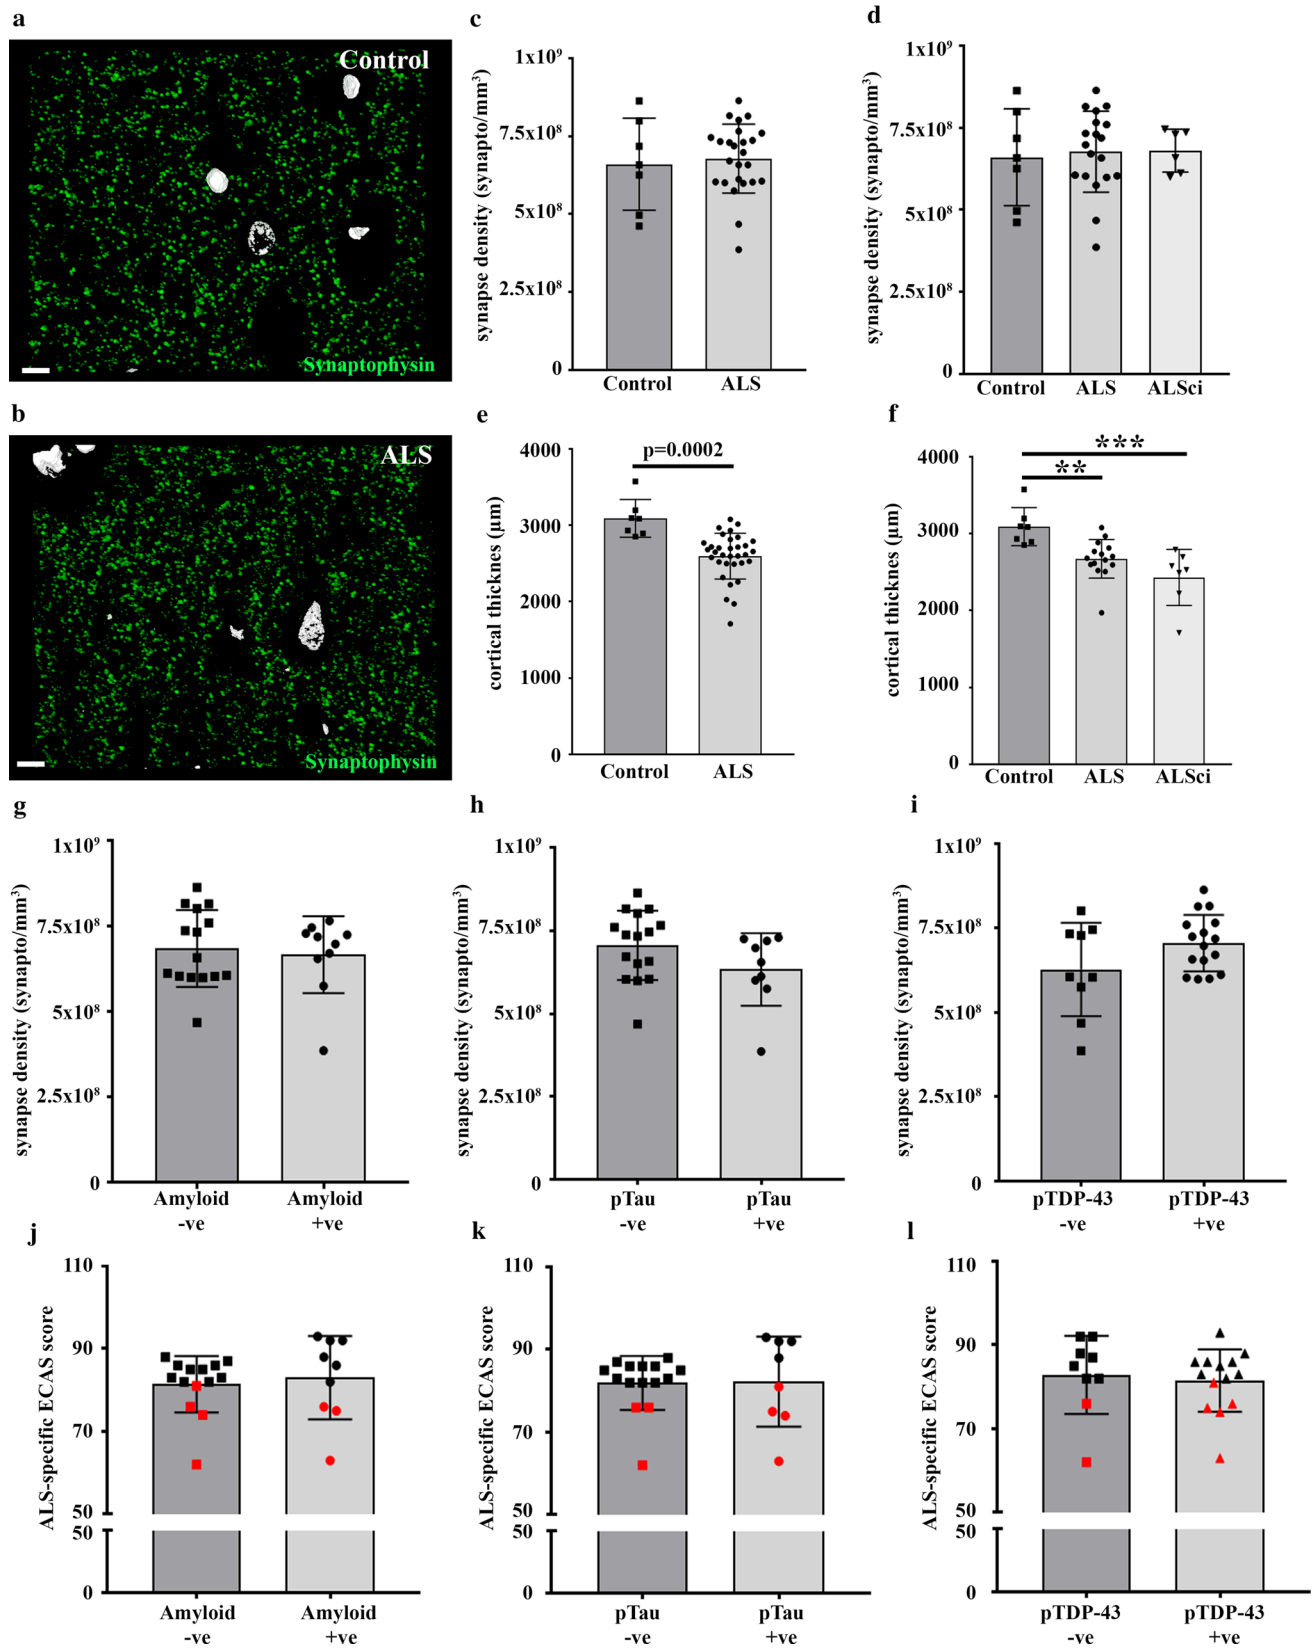 a
Control
Synaptophysin
b
ALS
Synaptophysin
c
synapse density (synapto/mm³)
1x10⁹
7.5x10⁸
5x10⁸
2.5x10⁸
0
Control ALS
d
synapse density (synapto/mm³)
1x10⁹
7.5x10⁸
5x10⁸
2.5x10⁸
0
Control ALS ALSci
e
cortical thicknes (μm)
4000
3000
2000
1000
0
p=0.0002
Control ALS
f
cortical thicknes (μm)
4000
3000
2000
1000
0
***
**
Control ALS ALSci
g
synapse density (synapto/mm³)
1x10⁹
7.5x10⁸
5x10⁸
2.5x10⁸
0
Amyloid Amyloid
-ve +ve
h
synapse density (synapto/mm³)
1x10⁹
7.5x10⁸
5x10⁸
2.5x10⁸
0
pTau pTau
-ve +ve
i
synapse density (synapto/mm³)
1x10⁹
7.5x10⁸
5x10⁸
2.5x10⁸
0
pTDP-43 pTDP-43
-ve +ve
j
ALS-specific ECAS score
110
90
70
50
50
0
Amyloid Amyloid
-ve +ve
k
ALS-specific ECAS score
110
90
70
50
50
0
pTau pTau
-ve +ve
l
ALS-specific ECAS score
110
90
70
50
50
0
pTDP-43 pTDP-43
-ve +ve